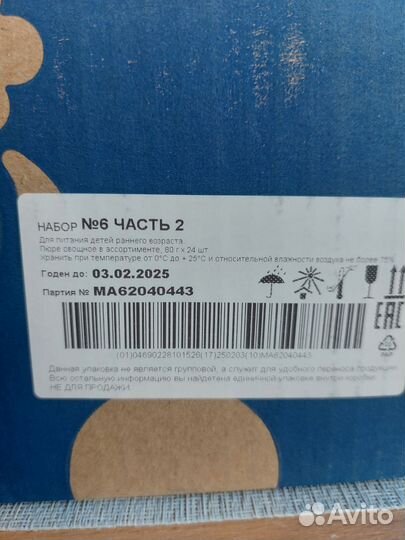 НАБОР №6 ЧАСТЬ 2
Для питания детей раннего возраста.
Пюре овощное в ассортименте, 80 г х 24 шт.
Хранить при температуре от 0°С до + 25°С и относительной влажности воздуха не более 75%
Годен до: 03.02.2025
Партия № МА62040443
EAC
PAP
(01)04690228101526(17)250203(10)MA62040443
Данная упаковка не является групповой, а служит для удобного переноса продукции.
Всю остальную информацию вы найдете на единичной упаковке внутри коробки.
НЕ ДЛЯ ПРОДАЖИ.
Avito